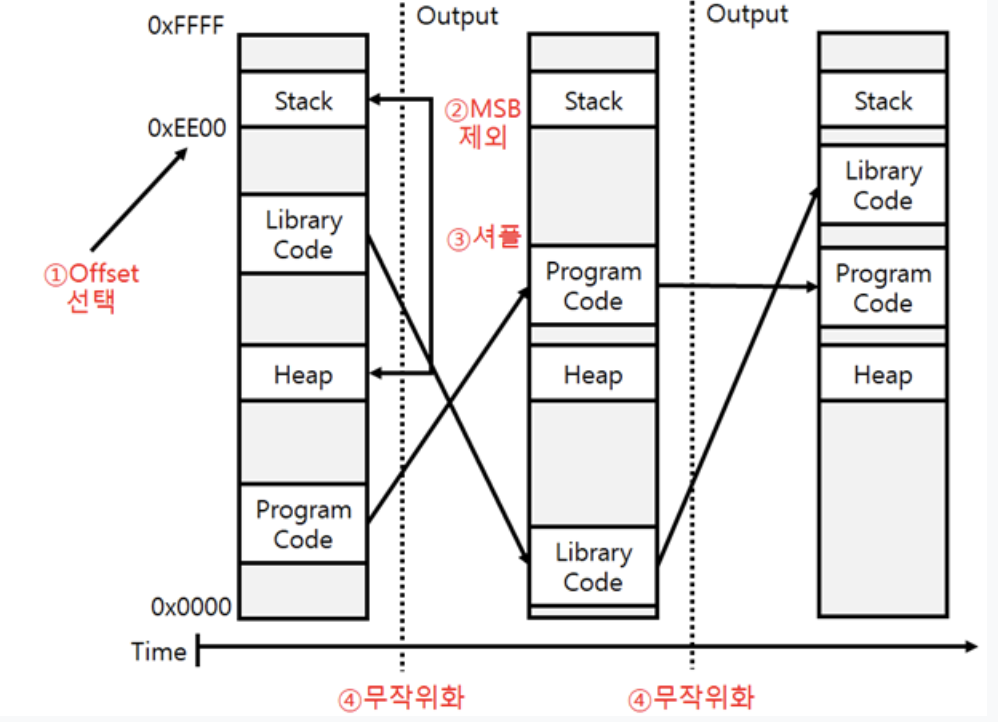 0xFFFF
Output
Output
Stack
Stack
Stack
②MSB
제외
0xEE00
Library
Code
Library
Code
③셔플
①Offset
선택
Program
Code
Program
Code
Heap
Heap
Heap
Program
Code
Library
Code
0x0000
Time
④무작위화
④무작위화